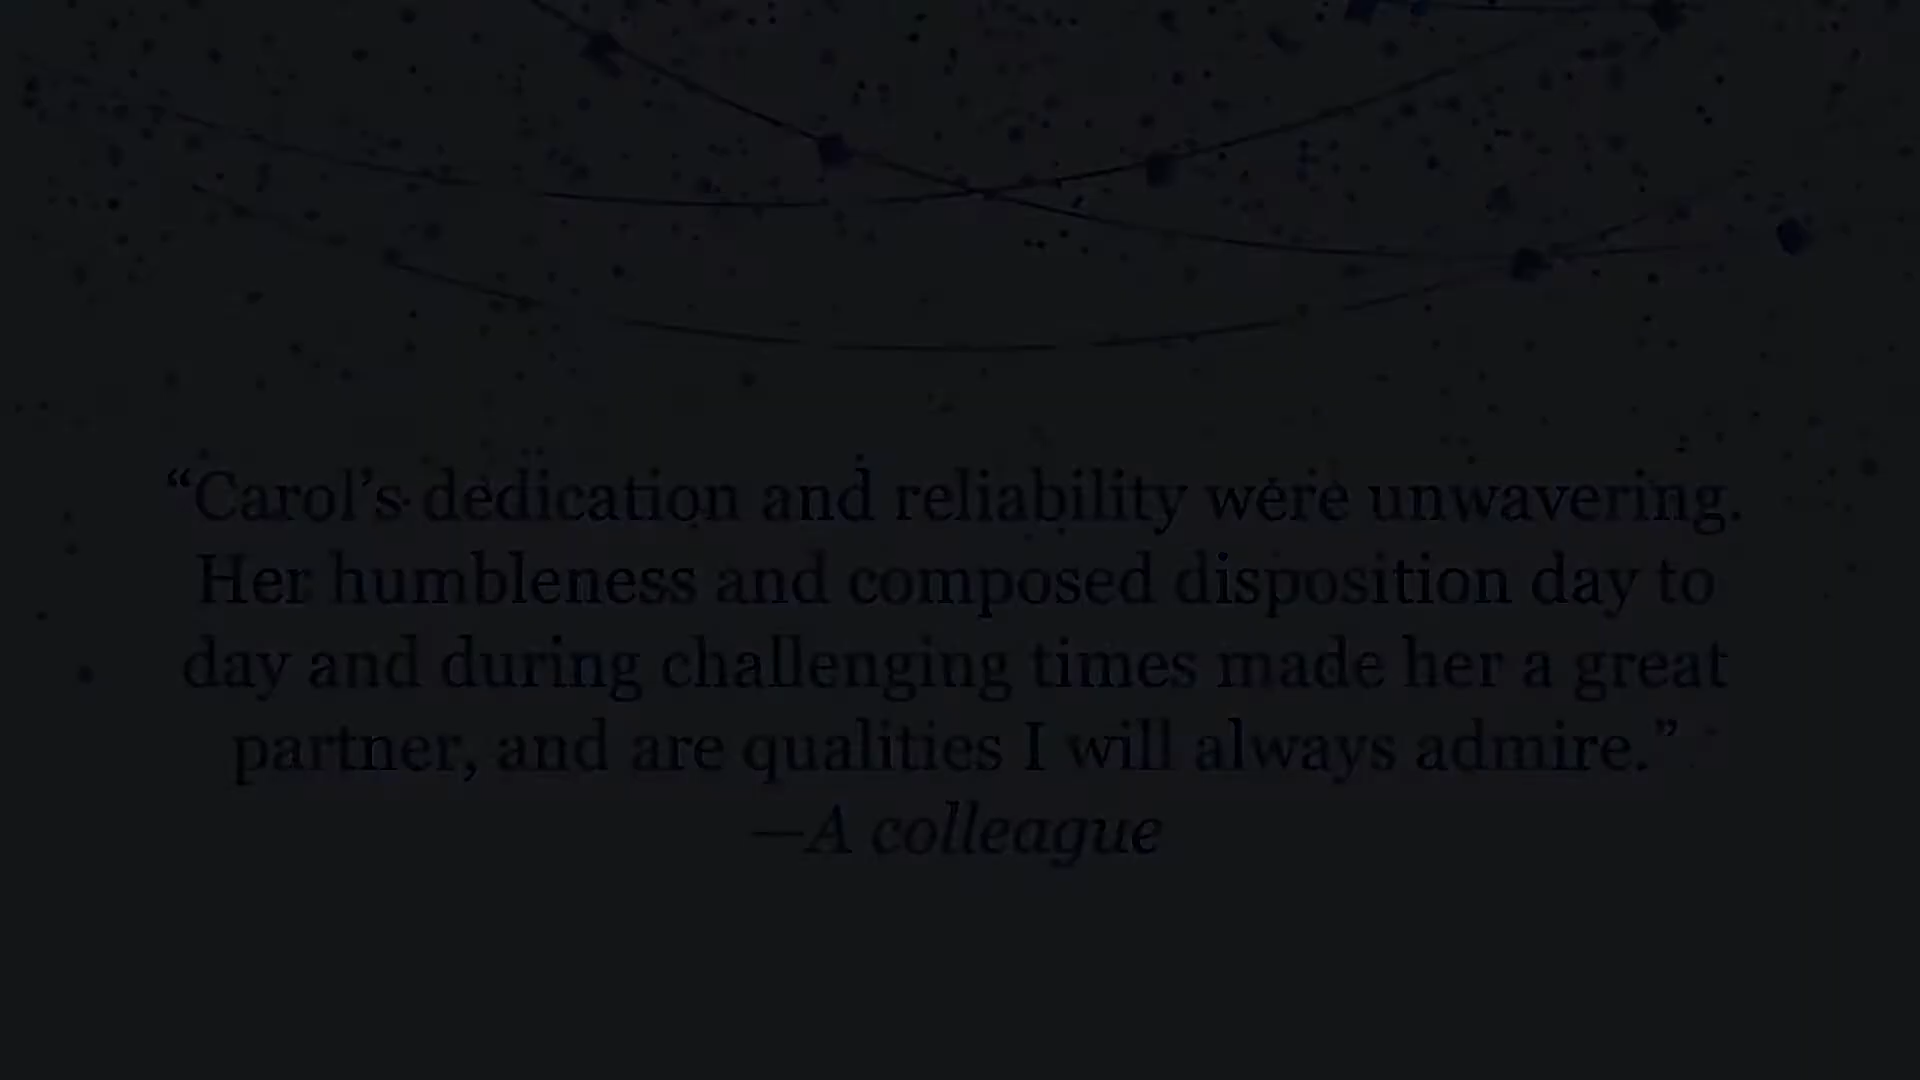 “Carol’s dedication and reliability were unwavering.
Her humbleness and composed disposition day to
day and during challenging times made her a great
partner, and are qualities I will always admire.”
—A colleague